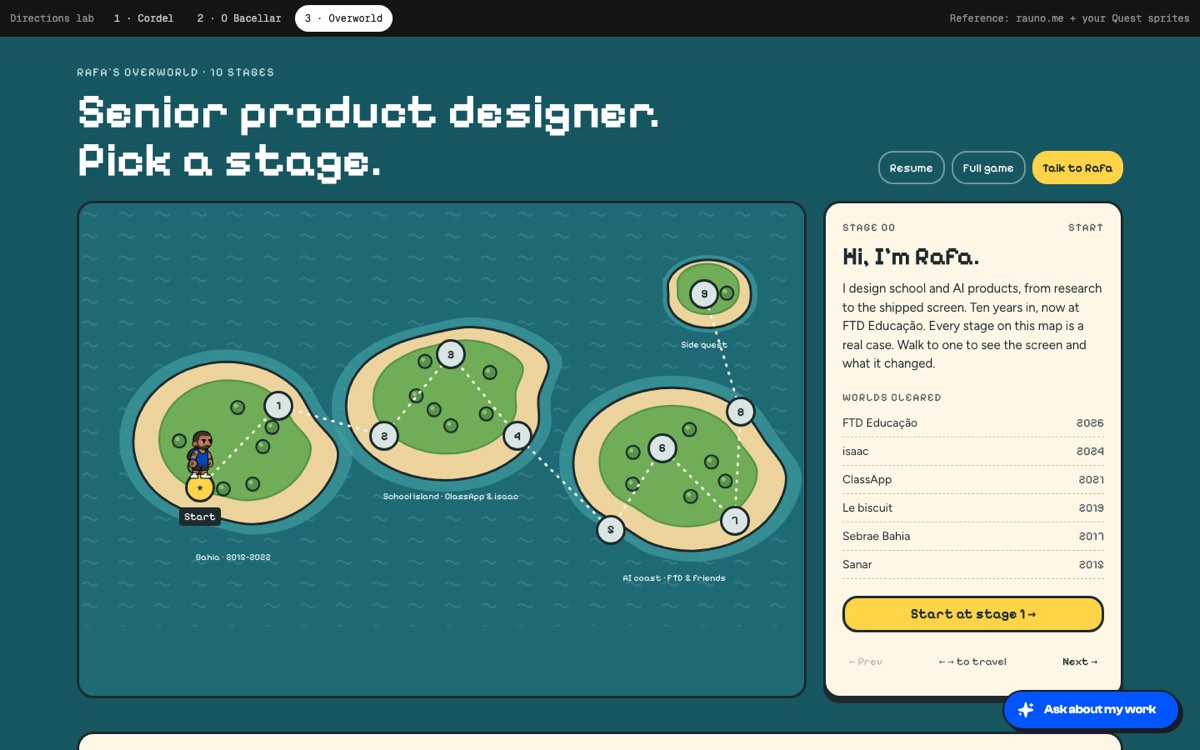 Directions lab 1 · Cordel 2 · O Bacellar 3 · Overworld Reference: rauno.me + your Quest sprites
RAFA'S OVERWORLD · 10 STAGES
Senior product designer.
Pick a stage.
Resume Full game Talk to Rafa
STAGE 00 START
Hi, I'm Rafa.
I design school and AI products, from research
to the shipped screen. Ten years in, now at
FTD Educação. Every stage on this map is a
real case. Walk to one to see the screen and
what it changed.
WORLDS CLEARED
FTD Educação 2026
isaac 2024
ClassApp 2021
Le biscuit 2019
Sebrae Bahia 2017
Sanar 2015
Start at stage 1 →
← Prev ← → to travel Next →
9
Side quest
3
1
2
4
8
6
School Island · ClassApp & isaac
Start
7
5
Bahia · 2015-2022
AI coast · FTD & friends
Ask about my work